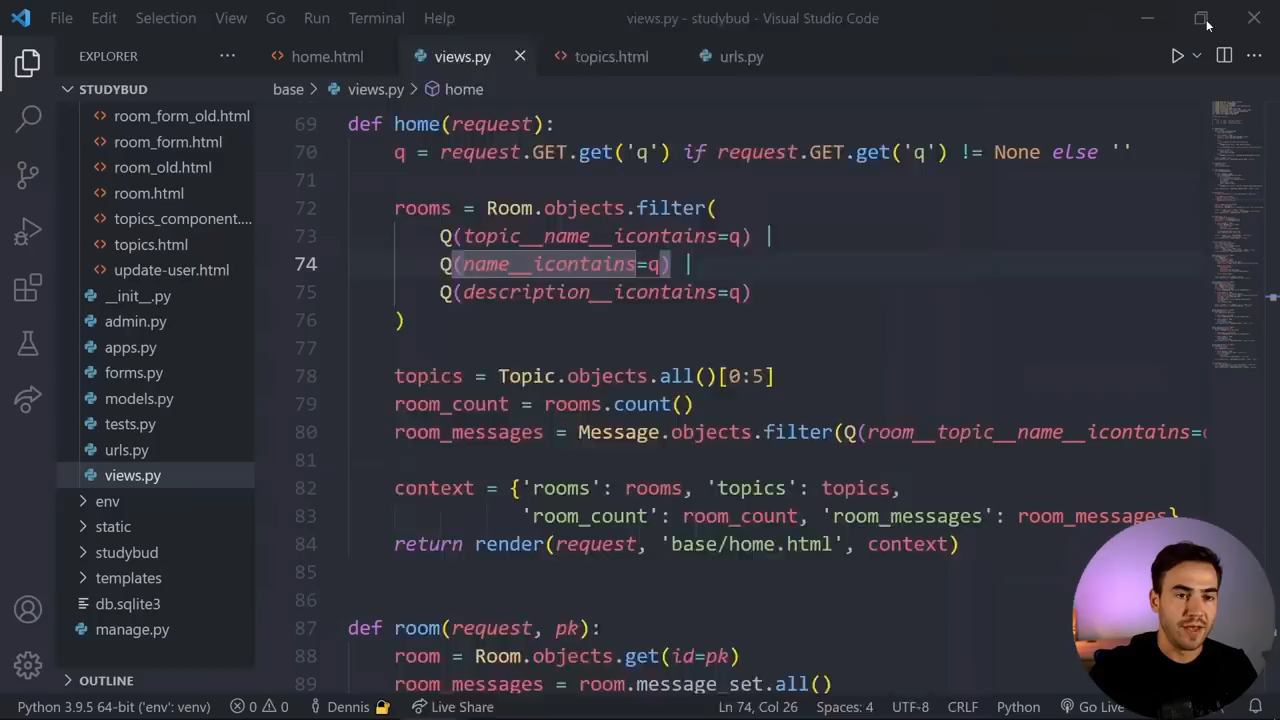 File Edit Selection View Go Run Terminal Help
views.py - studybud - Visual Studio Code
EXPLORER
home.html
views.py
topics.html
urls.py
STUDYBUD
room_form_old.html
room_form.html
room_old.html
room.html
topics_component....
topics.html
update-user.html
__init__.py
admin.py
apps.py
forms.py
models.py
tests.py
urls.py
views.py
env
static
studybud
templates
db.sqlite3
manage.py
OUTLINE
base > views.py > home
69 def home(request):
70 q = request.GET.get('q') if request.GET.get('q') != None else ''
71
72 rooms = Room.objects.filter(
73 Q(topic__name__icontains=q) |
74 Q(name__icontains=q) |
75 Q(description__icontains=q)
76 )
77
78 topics = Topic.objects.all()[0:5]
79 room_count = rooms.count()
80 room_messages = Message.objects.filter(Q(room__topic__name__icontains=
81
82 context = {'rooms': rooms, 'topics': topics,
83 'room_count': room_count, 'room_messages': room_messages}
84 return render(request, 'base/home.html', context)
85
86
87 def room(request, pk):
88 room = Room.objects.get(id=pk)
89 room_messages = room.message_set.all()
Python 3.9.5 64-bit ('env': venv) 0 0 Dennis Live Share Ln 74, Col 26 Spaces: 4 UTF-8 CRLF Python Go Live